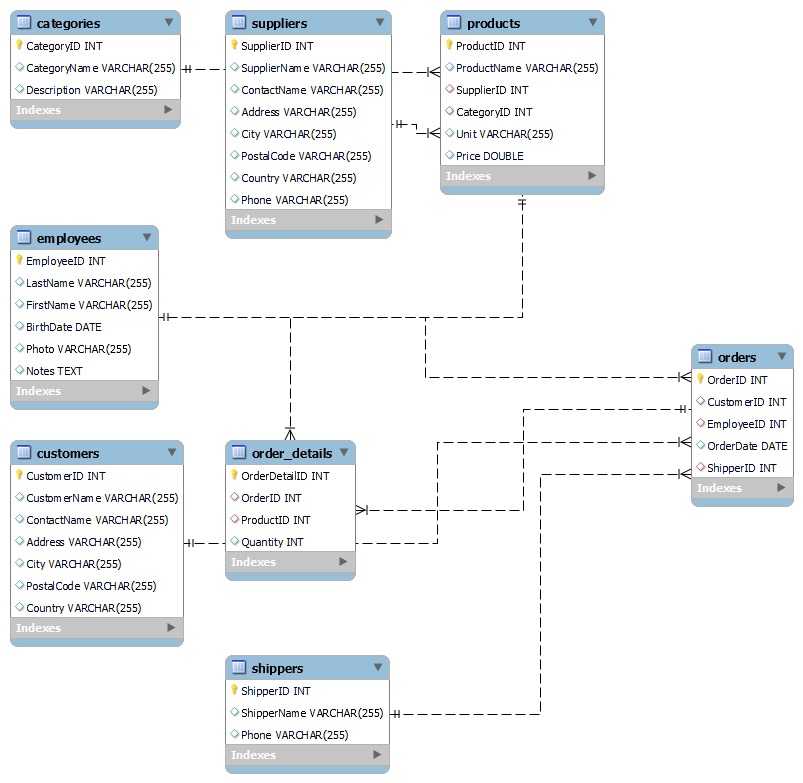 categories
CategoryID INT
CategoryName VARCHAR(255)
Description VARCHAR(255)
Indexes
suppliers
SupplierID INT
SupplierName VARCHAR(255)
ContactName VARCHAR(255)
Address VARCHAR(255)
City VARCHAR(255)
PostalCode VARCHAR(255)
Country VARCHAR(255)
Phone VARCHAR(255)
Indexes
products
ProductID INT
ProductName VARCHAR(255)
SupplierID INT
CategoryID INT
Unit VARCHAR(255)
Price DOUBLE
Indexes
employees
EmployeeID INT
LastName VARCHAR(255)
FirstName VARCHAR(255)
BirthDate DATE
Photo VARCHAR(255)
Notes TEXT
Indexes
orders
OrderID INT
CustomerID INT
EmployeeID INT
OrderDate DATE
ShipperID INT
Indexes
customers
CustomerID INT
CustomerName VARCHAR(255)
ContactName VARCHAR(255)
Address VARCHAR(255)
City VARCHAR(255)
PostalCode VARCHAR(255)
Country VARCHAR(255)
Indexes
order_details
OrderDetailID INT
OrderID INT
ProductID INT
Quantity INT
Indexes
shippers
ShipperID INT
ShipperName VARCHAR(255)
Phone VARCHAR(255)
Indexes